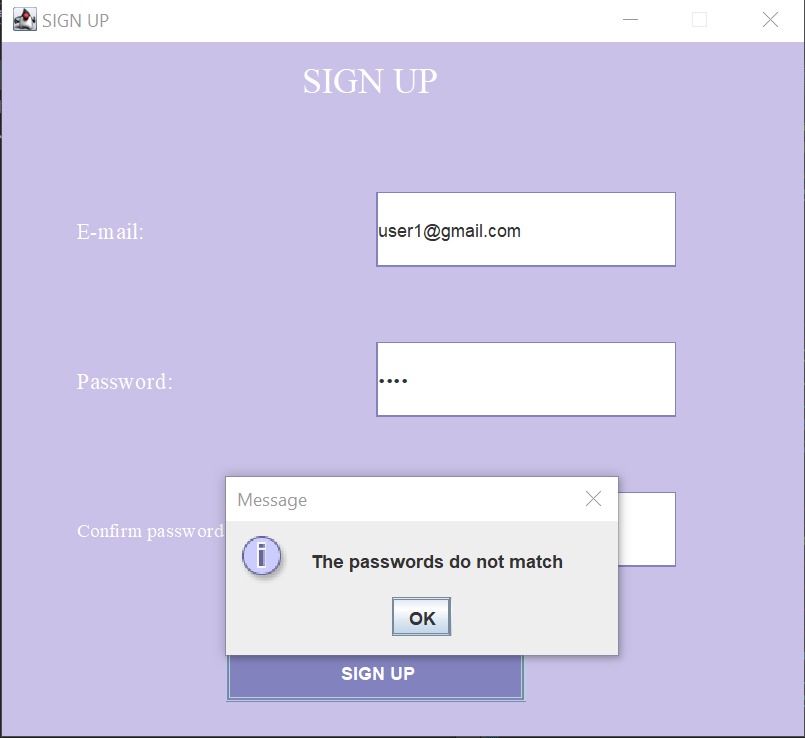 SIGN UP
SIGN UP
E-mail:
user1@gmail.com
Password:
••••
Confirm password
Message
The passwords do not match
OK
SIGN UP